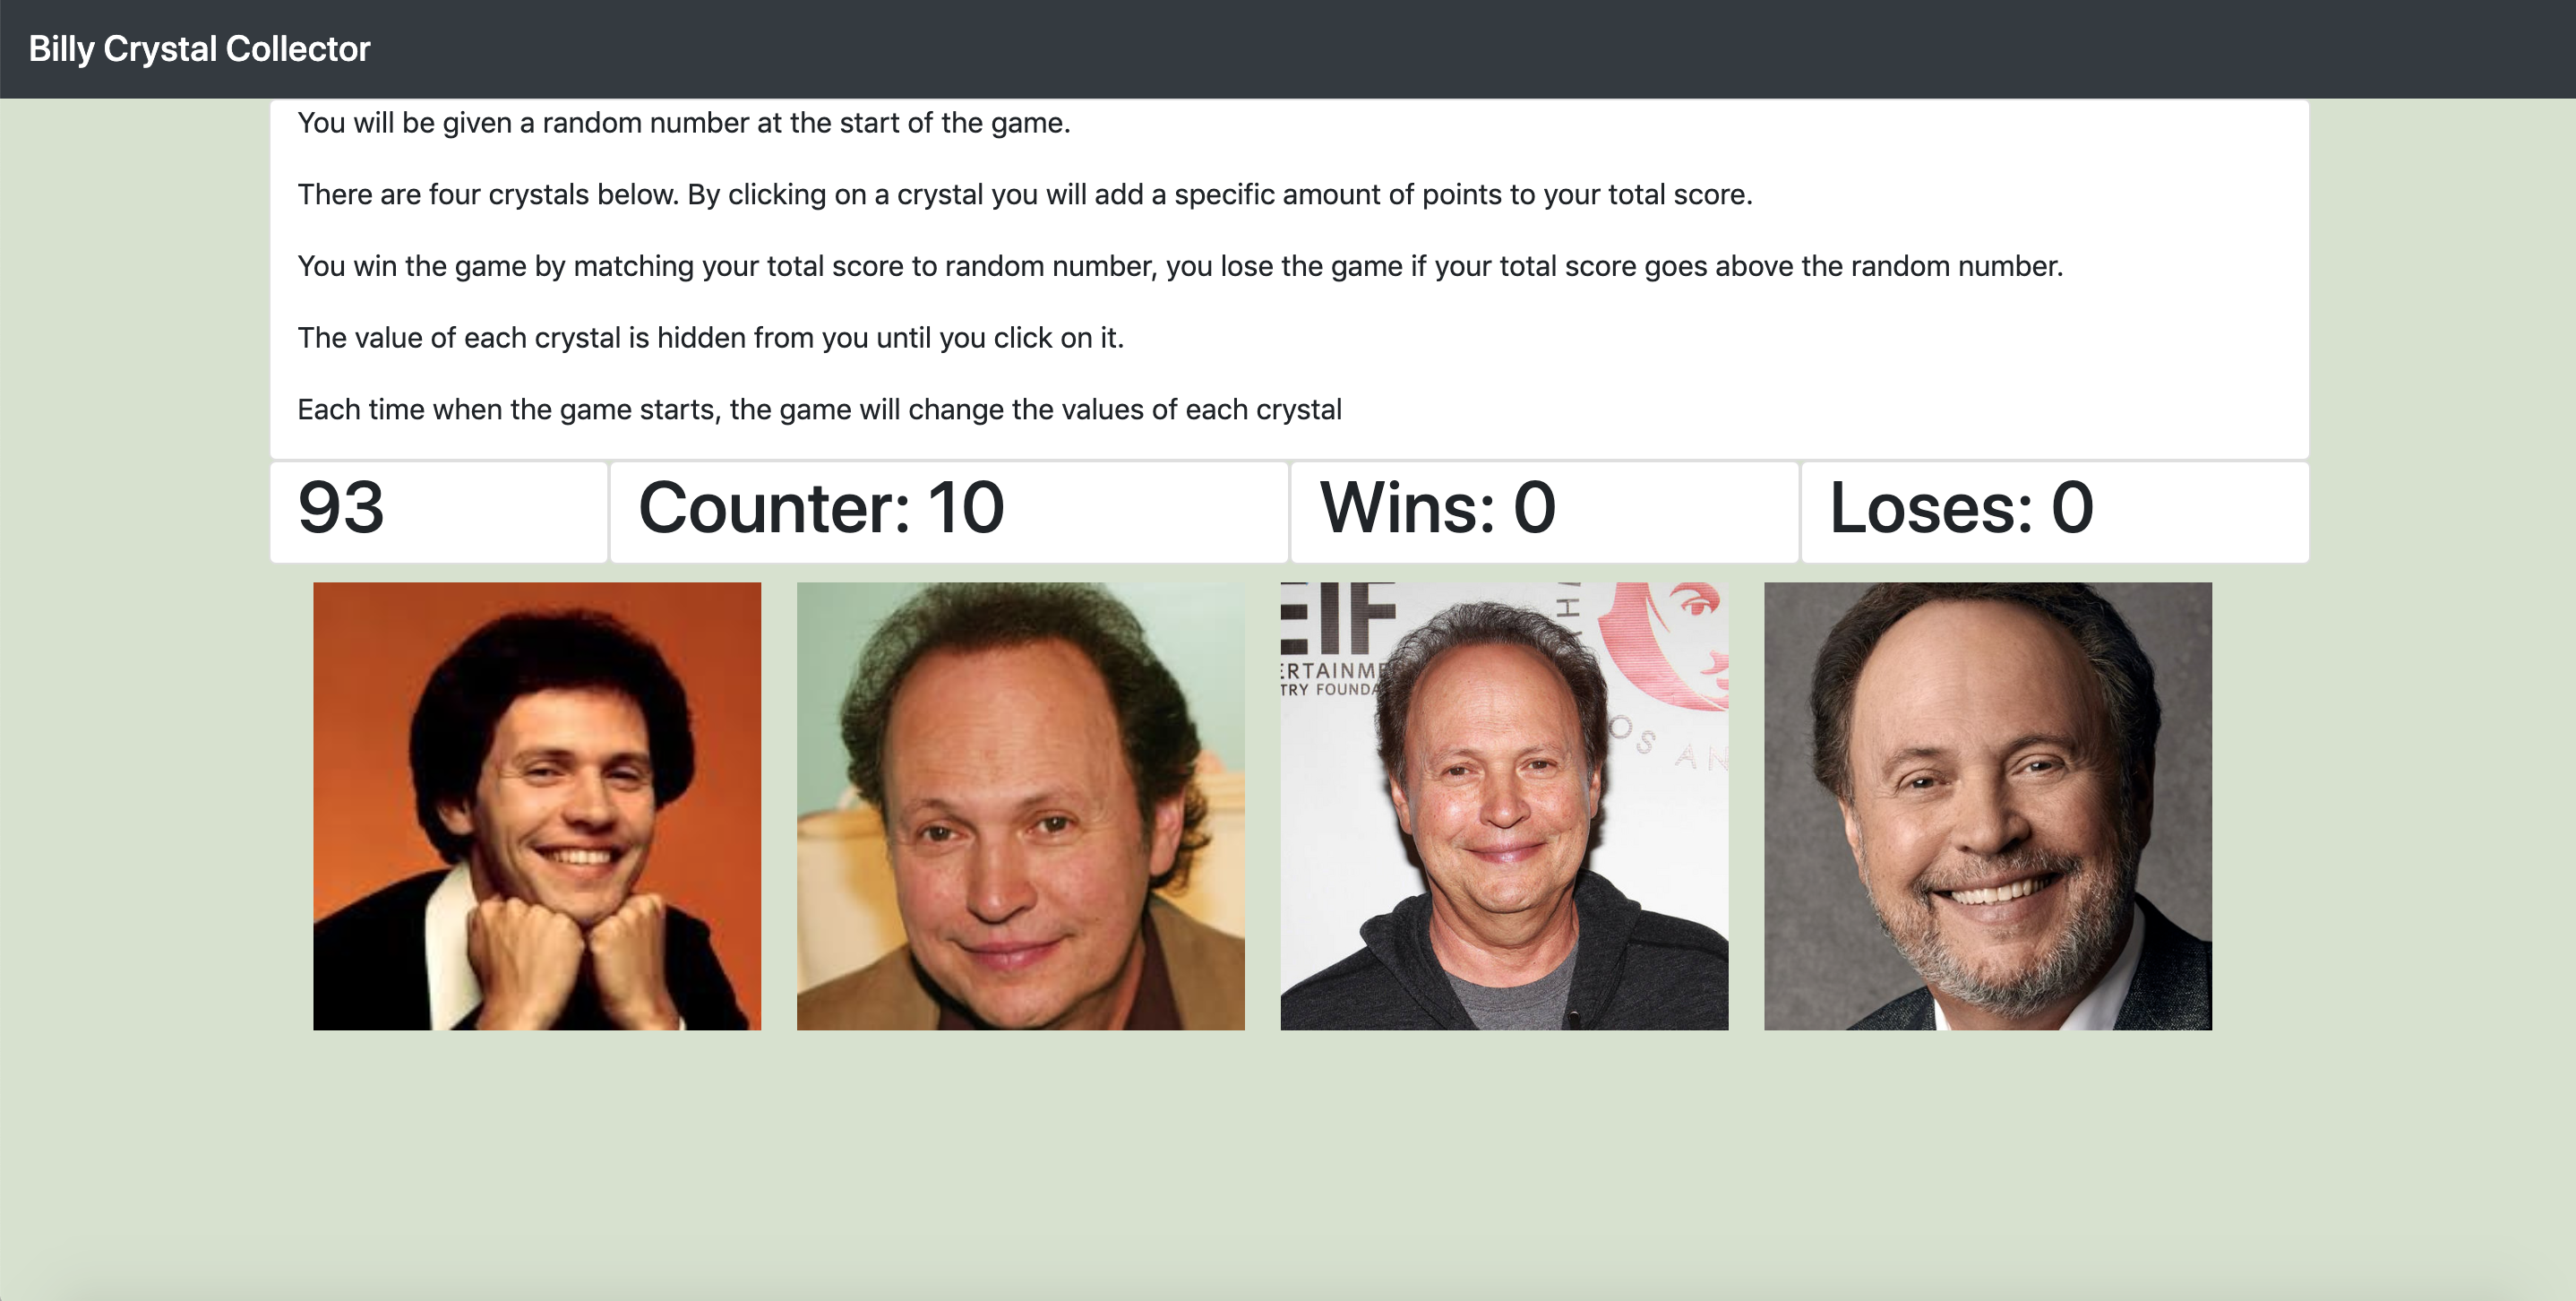 Billy Crystal Collector
You will be given a random number at the start of the game.
There are four crystals below. By clicking on a crystal you will add a specific amount of points to your total score.
You win the game by matching your total score to random number, you lose the game if your total score goes above the random number.
The value of each crystal is hidden from you until you click on it.
Each time when the game starts, the game will change the values of each crystal
93
Counter: 10
Wins: 0
Loses: 0
EIF
ERTAINME
TRY FOUNDA
H
OS AN